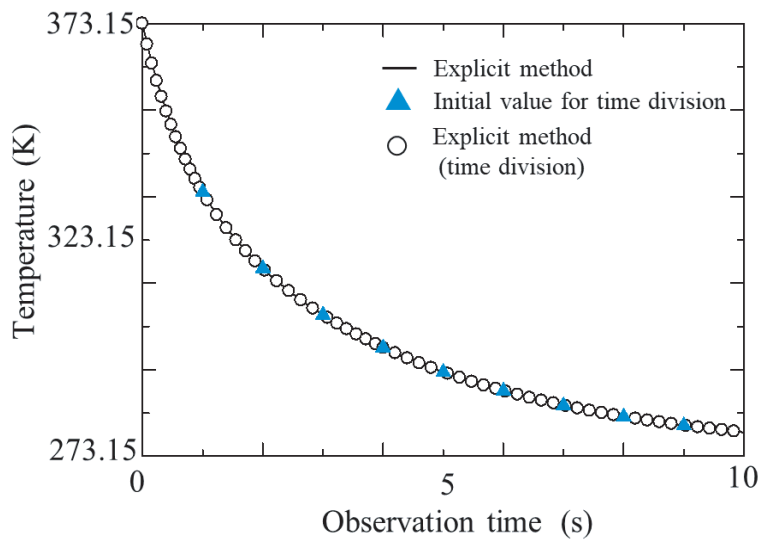 373.15
323.15
273.15
Temperature (K)
Explicit method
Initial value for time division
Explicit method
(time division)
0
5
10
Observation time (s)